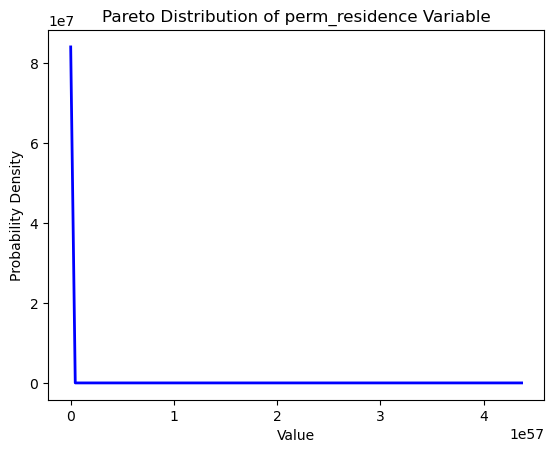 Pareto Distribution of perm_residence Variable
1e7
8
6
4
2
0
Probability Density
0 1 2 3 4
1e57
Value